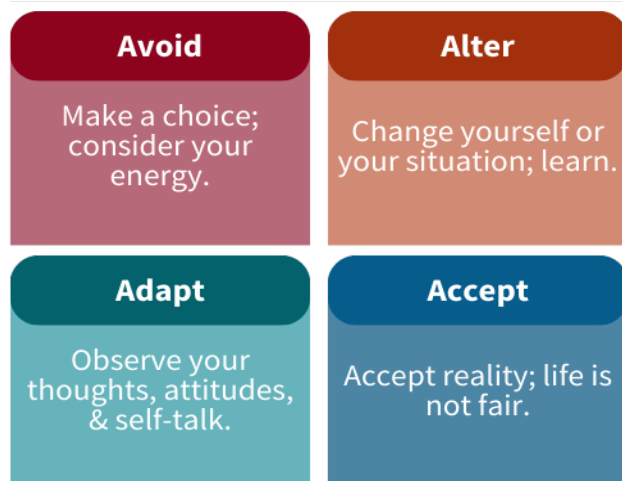 Avoid
Make a choice;
consider your
energy.
Alter
Change yourself or
your situation; learn.
Adapt
Observe your
thoughts, attitudes,
& self-talk.
Accept
Accept reality; life is
not fair.